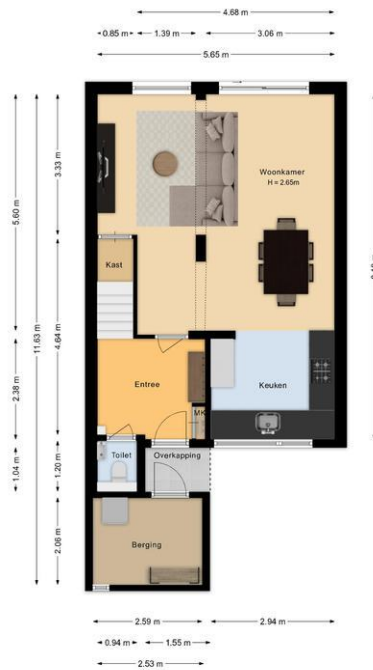 4.68 m
0.85 m
1.39 m
3.06 m
5.65 m
Woonkamer
H = 2.65m
3.33 m
5.60 m
11.63 m
4.64 m
2.38 m
Kast
Entree
Keuken
MK
Toilet
Overkapping
1.04 m
1.20 m
2.06 m
Berging
2.59 m
2.94 m
0.94 m
1.55 m
2.53 m